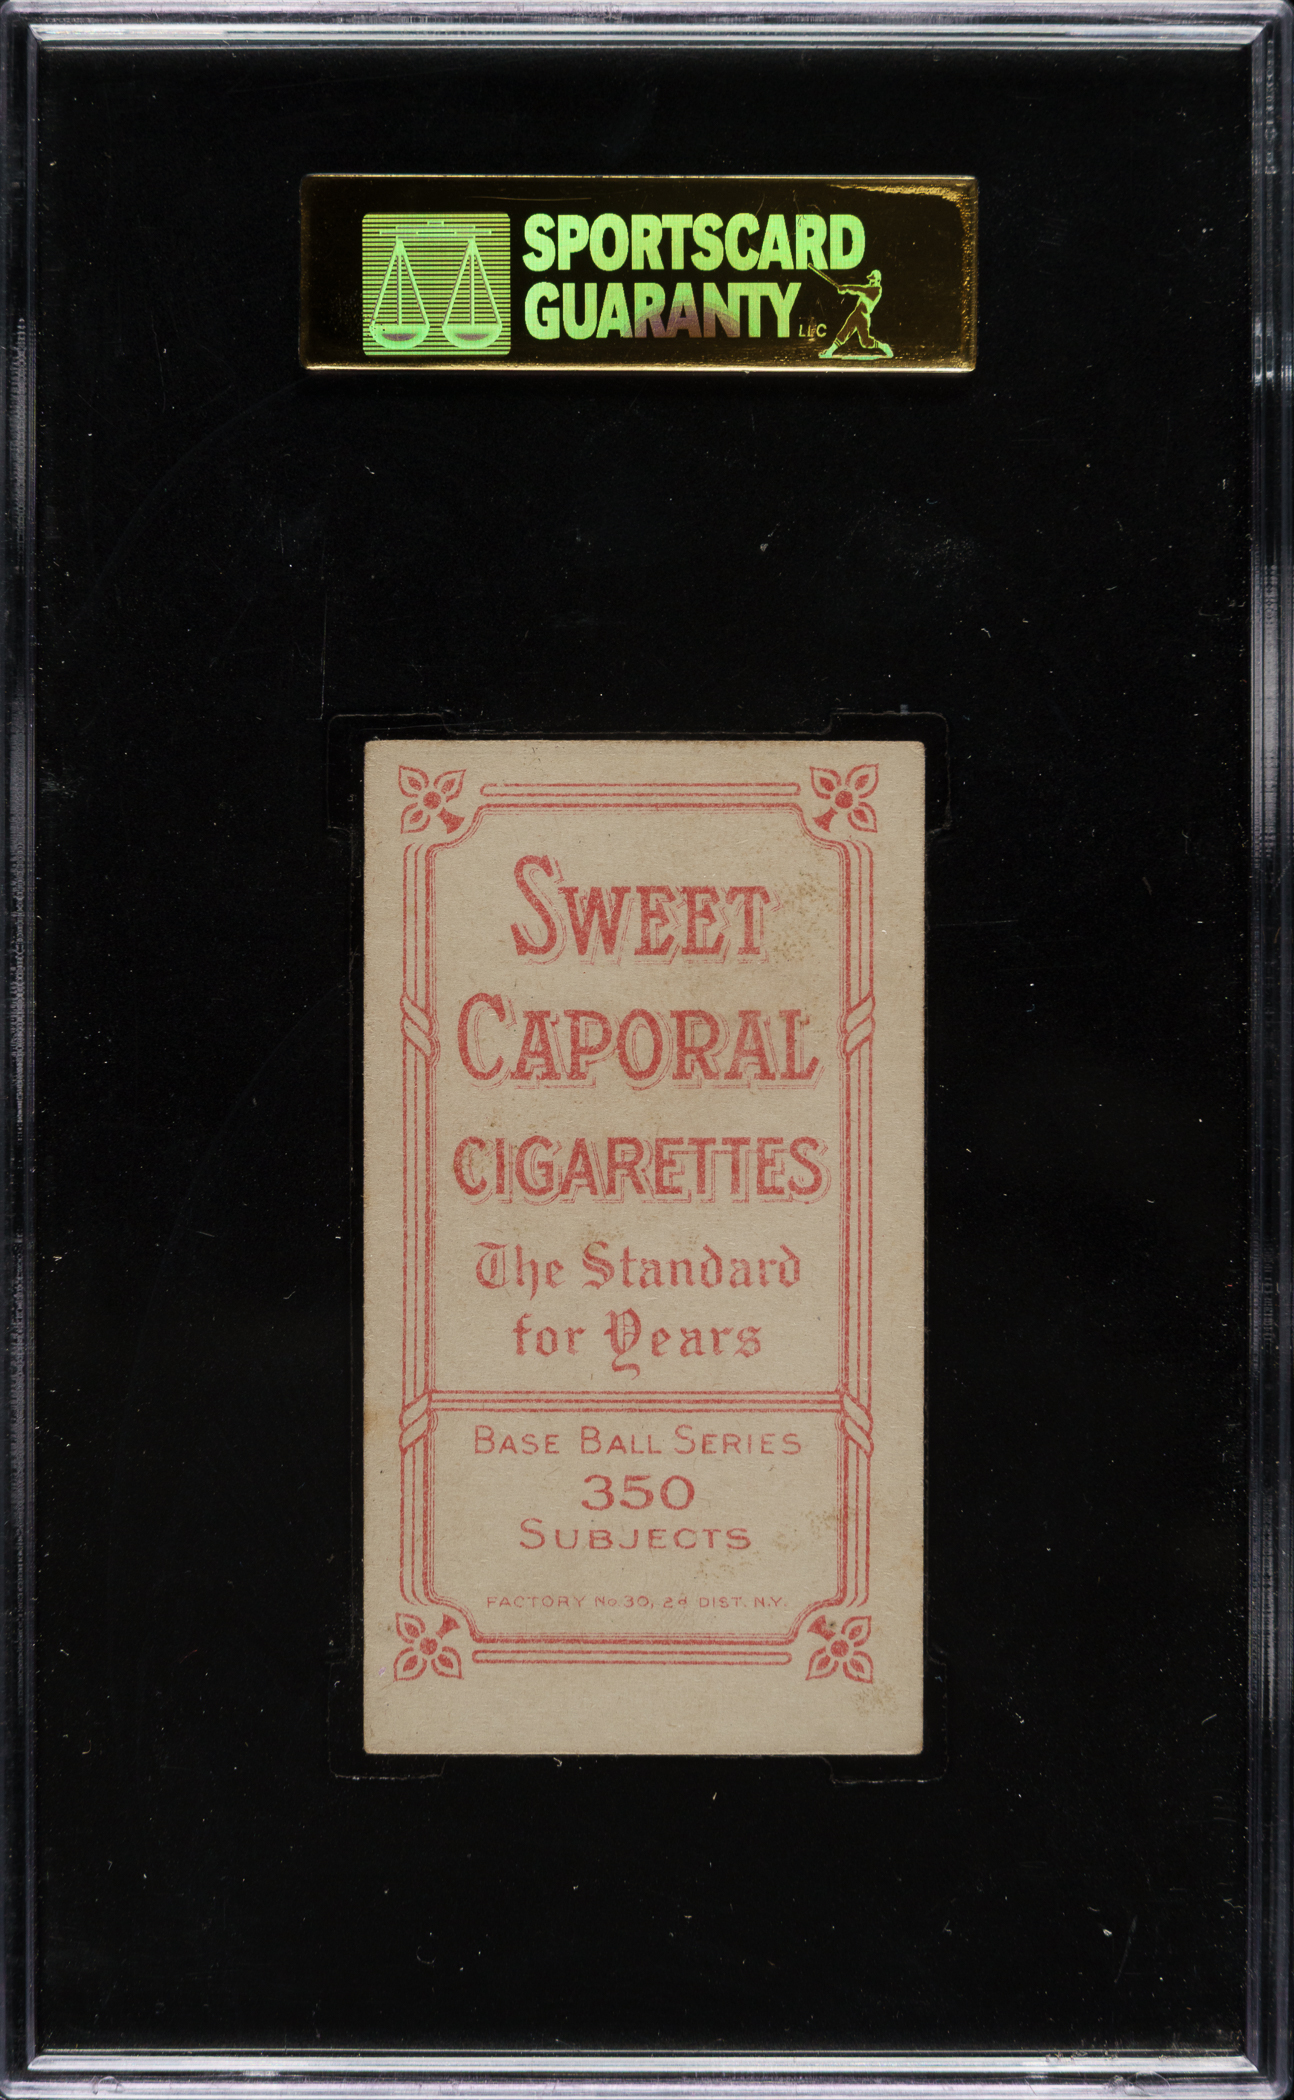 SPORTSCARD
GUARANTY LLC
SWEET
CAPORAL
CIGARETTES
The Standard
for Years
BASE BALL SERIES
350
SUBJECTS
FACTORY No. 30, 2d DIST. N.Y.